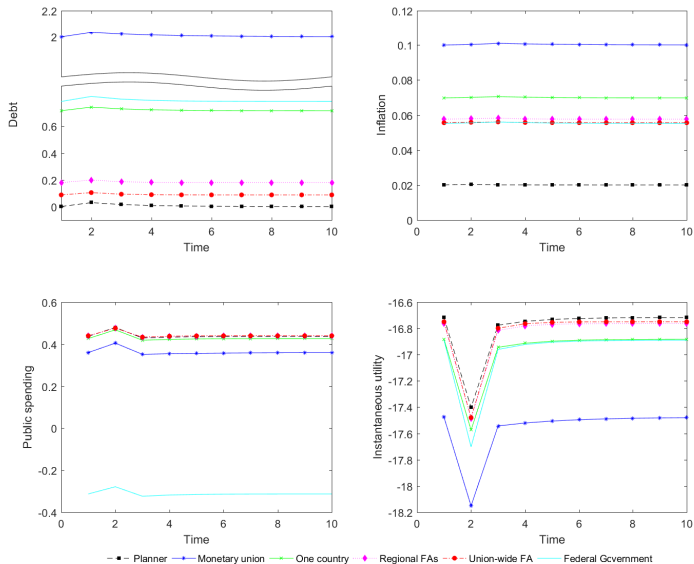 2.2
2
0.6
0.4
0.2
0
0 2 4 6 8 10
Debt
Time
0.12
0.1
0.08
0.06
0.04
0.02
0
0 2 4 6 8 10
Inflation
Time
0.6
0.4
0.2
0
-0.2
-0.4
0 2 4 6 8 10
Public spending
Time
-16.6
-16.8
-17
-17.2
-17.4
-17.6
-17.8
-18
-18.2
0 2 4 6 8 10
Instantaneous utility
Time
Planner Monetary union One country Regional FAs Union-wide FA Federal Gcvernment